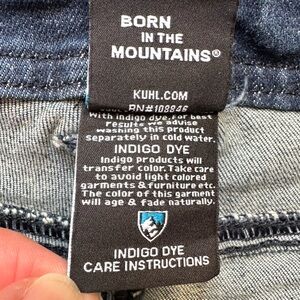 BORN
IN THE
MOUNTAINS®
KUHL.COM
RN#108846
with indigo dye. For best
results we advise
washing this product
separately in cold water.
INDIGO DYE
Indigo products will
transfer color. Take care
to avoid light colored
garments & furniture etc.
The color of this garment
will age & fade naturally.
INDIGO DYE
CARE INSTRUCTIONS